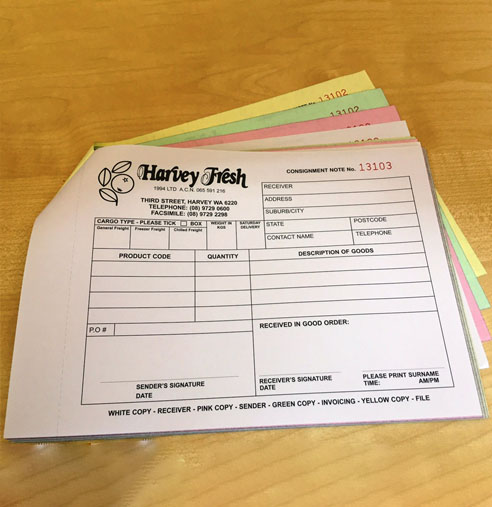 13102
13102
Harvey Fresh
1994 LTD A.C.N. 065 591 216
THIRD STREET, HARVEY WA 6220
TELEPHONE: (08) 9729 0600
FACSIMILE: (08) 9729 2298
CONSIGNMENT NOTE No. 13103
RECEIVER
ADDRESS
SUBURB/CITY
STATE POSTCODE
CONTACT NAME TELEPHONE
CARGO TYPE - PLEASE TICK BOX WEIGHT IN KGS SATURDAY DELIVERY
General Freight Freezer Freight Chilled Freight
PRODUCT CODE QUANTITY DESCRIPTION OF GOODS
P.O #
RECEIVED IN GOOD ORDER:
SENDER'S SIGNATURE
DATE
RECEIVER'S SIGNATURE PLEASE PRINT SURNAME
DATE TIME: AM/PM
WHITE COPY - RECEIVER - PINK COPY - SENDER - GREEN COPY - INVOICING - YELLOW COPY - FILE